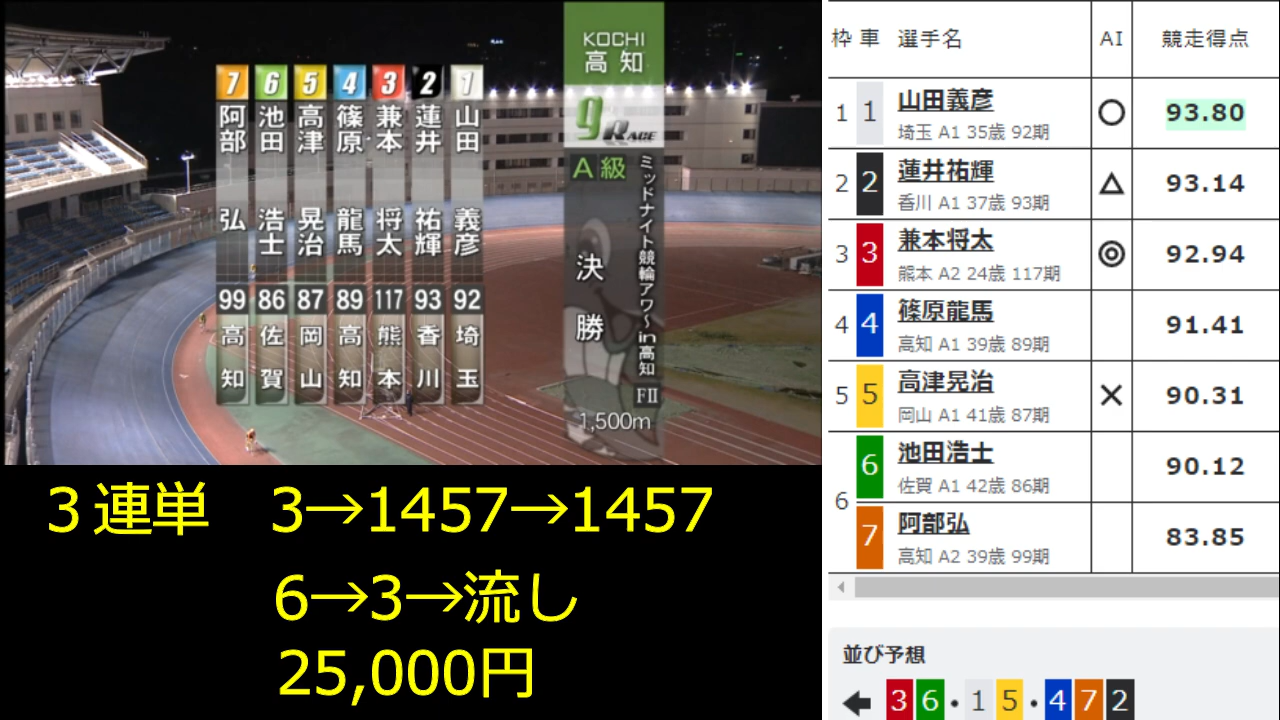 KOCHI
高知
9RACE
A級
ミッドナイト競輪アワ〜in高知 FⅡ
決勝
1,500m
7 阿部 弘 99 高知
6 池田 浩士 86 佐賀
5 高津 晃治 87 岡山
4 篠原 龍馬 89 高知
3 兼本 将太 117 熊本
2 蓮井 祐輝 93 香川
1 山田 義彦 92 埼玉
3連単 3→1457→1457
6→3→流し
25,000円
枠 車 選手名 AI 競走得点
1 1 山田義彦 ○ 93.80
埼玉 A1 35歳 92期
2 2 蓮井祐輝 △ 93.14
香川 A1 37歳 93期
3 3 兼本将太 ◎ 92.94
熊本 A2 24歳 117期
4 4 篠原龍馬 91.41
高知 A1 39歳 89期
5 5 高津晃治 × 90.31
岡山 A1 41歳 87期
6 6 池田浩士 90.12
佐賀 A1 42歳 86期
7 阿部弘 83.85
高知 A2 39歳 99期
並び予想
← 3 6 ・ 1 5 ・ 4 7 2